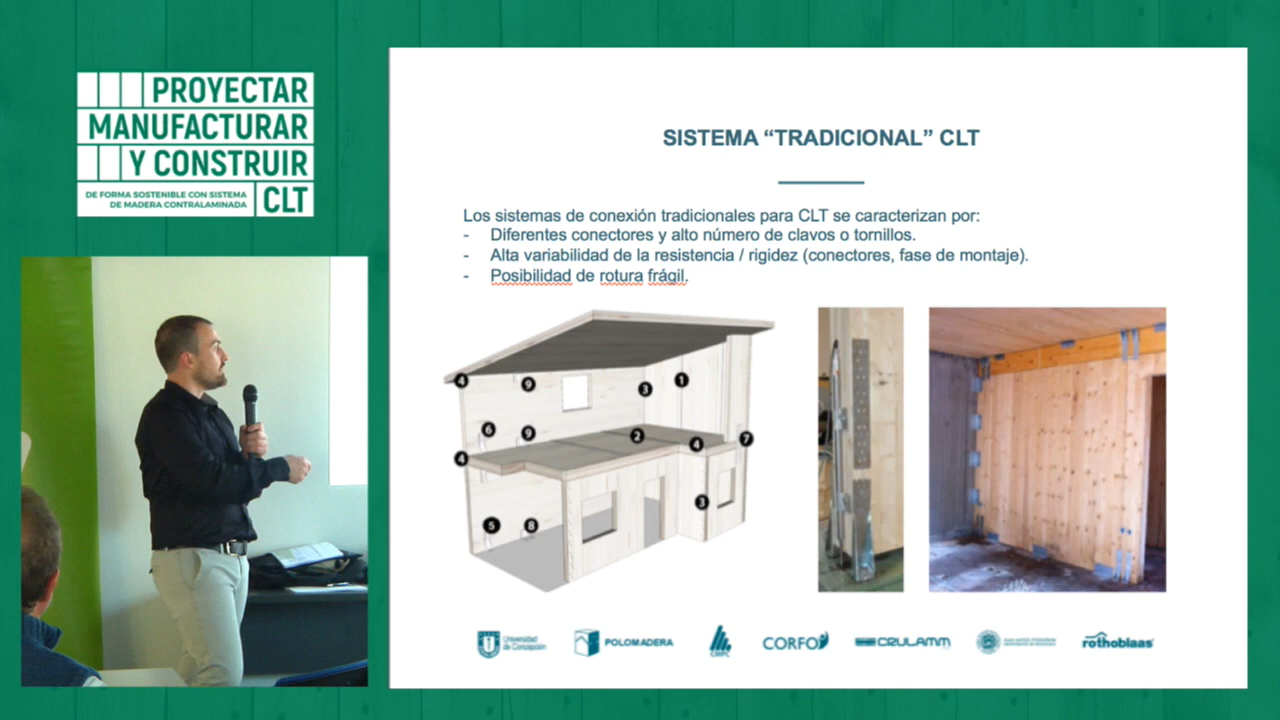 PROYECTAR
MANUFACTURAR
Y CONSTRUIR
DE FORMA SOSTENIBLE CON SISTEMA
DE MADERA CONTRALAMINADA
CLT
SISTEMA “TRADICIONAL” CLT
Los sistemas de conexión tradicionales para CLT se caracterizan por:
- Diferentes conectores y alto número de clavos o tornillos.
- Alta variabilidad de la resistencia / rigidez (conectores, fase de montaje).
- Posibilidad de rotura frágil.
4 9 3 1
6 9 2 4 7
4
3
5 8
Universidad
de Concepción
POLOMADERA
CMPC
CORFO
CRULAMM
rothoblaas